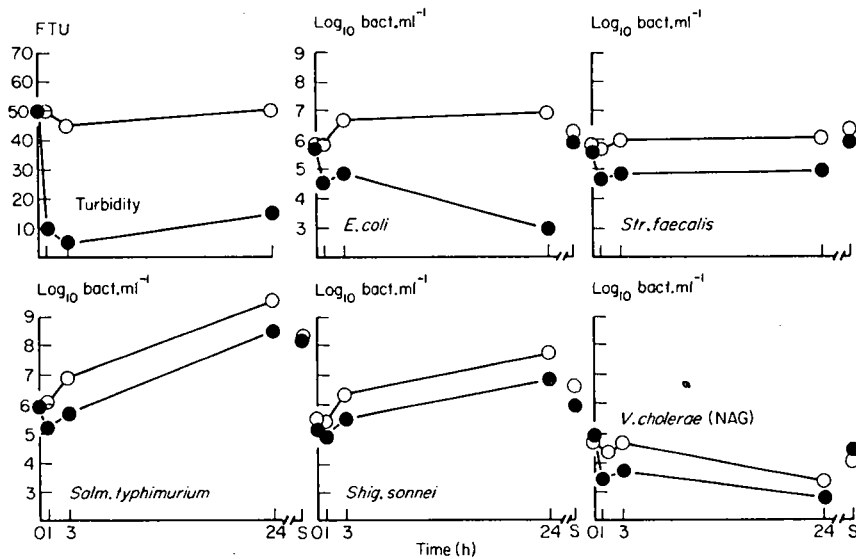 FTU
70
60
50
40
30
20
10
Turbidity
Log10 bact.ml-1
9
8
7
6
5
4
3
E.coli
Log10 bact.ml-1
Str.faecalis
Log10 bact.ml-1
9
8
7
6
5
4
3
Salm.typhimurium
Log10 bact.ml-1
Shig.sonnei
Log10 bact.ml-1
V.cholerae (NAG)
0 1 3 24 S 0 1 3 24 S 0 1 3 24 S
Time (h)